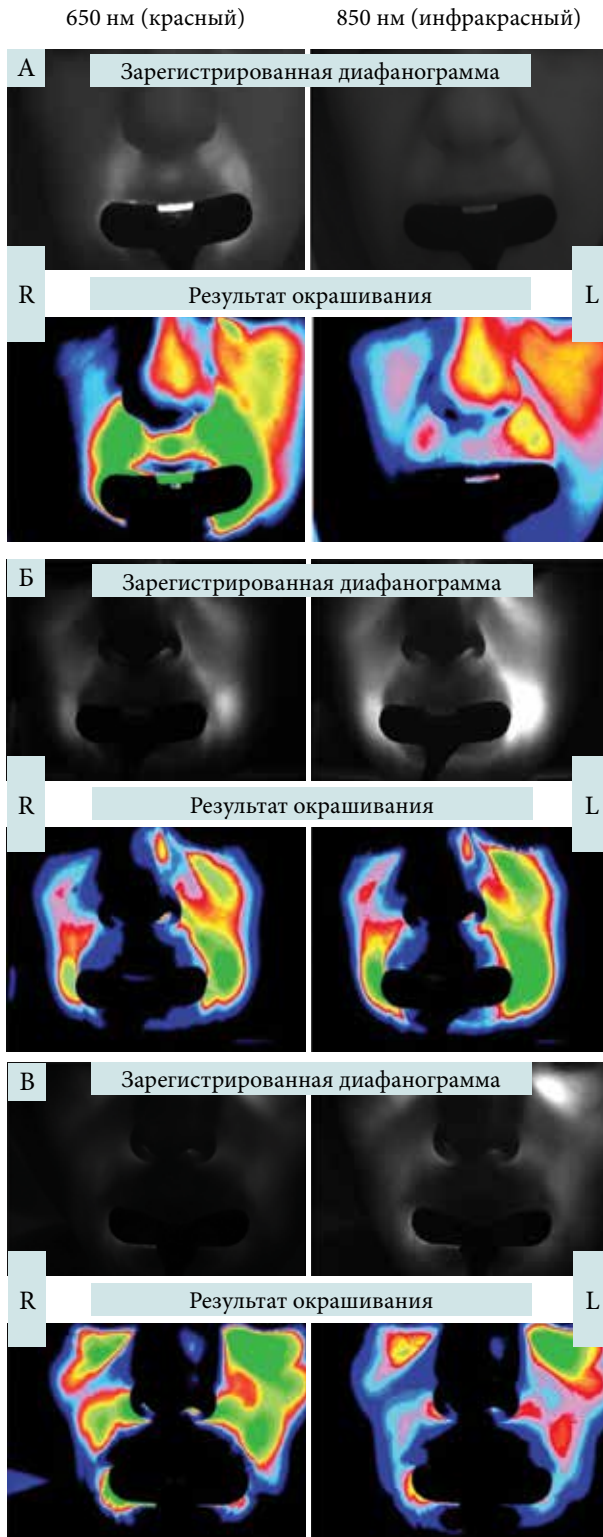 650 нм (красный) 850 нм (инфракрасный)
А Зарегистрированная диафанограмма
R Результат окрашивания L
Б Зарегистрированная диафанограмма
R Результат окрашивания L
В Зарегистрированная диафанограмма
R Результат окрашивания L